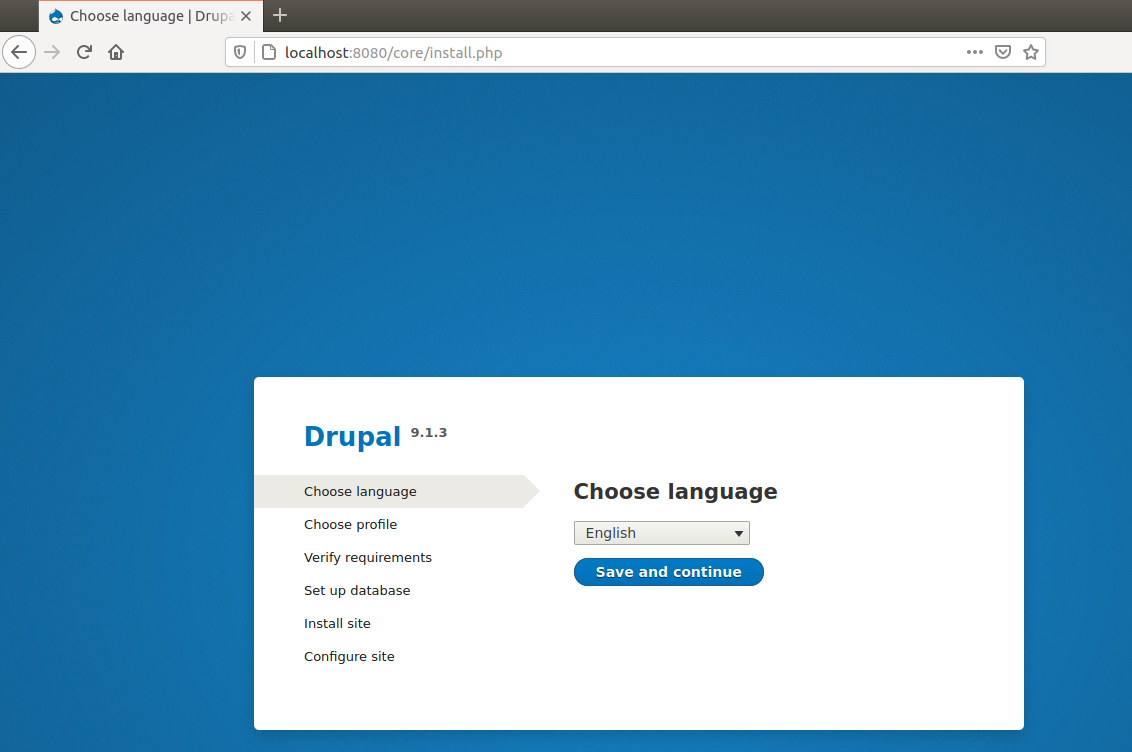 Choose language | Drupa
localhost:8080/core/install.php
Drupal 9.1.3
Choose language
Choose profile
Verify requirements
Set up database
Install site
Configure site
Choose language
English
Save and continue